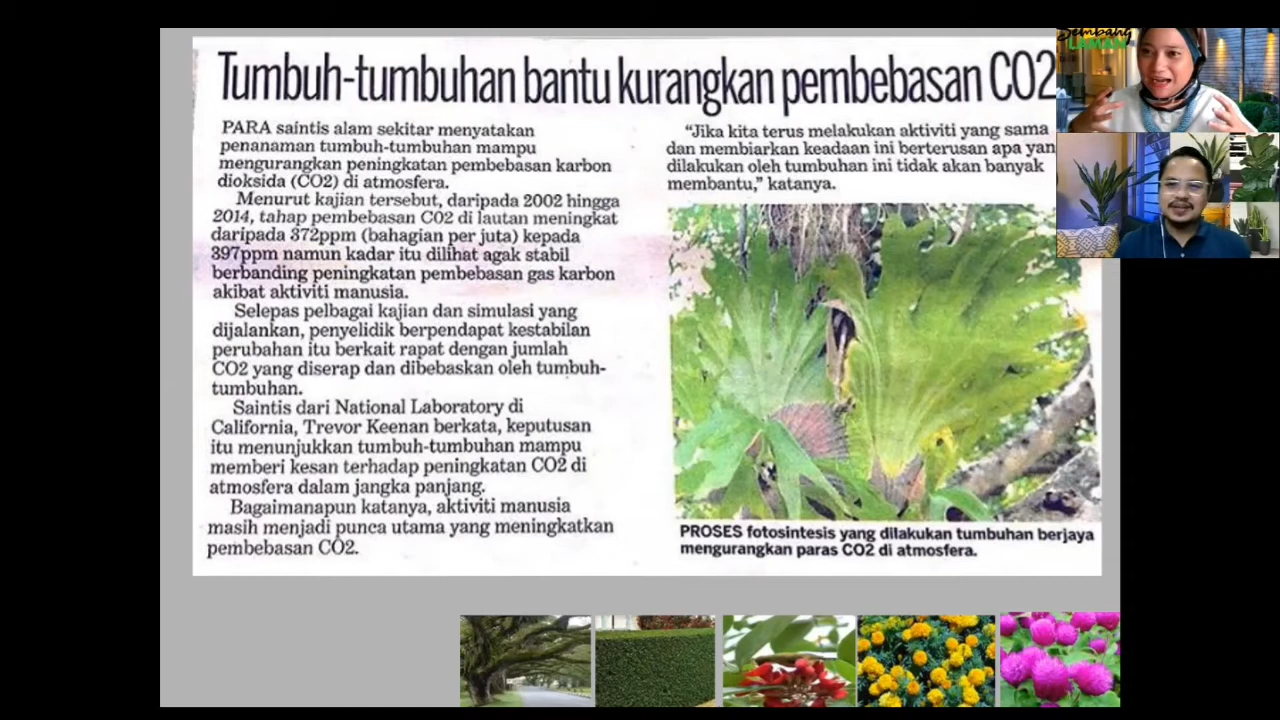 Tumbuh-tumbuhan bantu kurangkan pembebasan CO2
PARA saintis alam sekitar menyatakan
penanaman tumbuh-tumbuhan mampu
mengurangkan peningkatan pembebasan karbon
dioksida (CO2) di atmosfera.
Menurut kajian tersebut, daripada 2002 hingga
2014, tahap pembebasan CO2 di lautan meningkat
daripada 372ppm (bahagian per juta) kepada
397ppm namun kadar itu dilihat agak stabil
berbanding peningkatan pembebasan gas karbon
akibat aktiviti manusia.
Selepas pelbagai kajian dan simulasi yang
dijalankan, penyelidik berpendapat kestabilan
perubahan itu berkait rapat dengan jumlah
CO2 yang diserap dan dibebaskan oleh tumbuh-
tumbuhan.
Saintis dari National Laboratory di
California, Trevor Keenan berkata, keputusan
itu menunjukkan tumbuh-tumbuhan mampu
memberi kesan terhadap peningkatan CO2 di
atmosfera dalam jangka panjang.
Bagaimanapun katanya, aktiviti manusia
masih menjadi punca utama yang meningkatkan
pembebasan CO2.
“Jika kita terus melakukan aktiviti yang sama
dan membiarkan keadaan ini berterusan apa yan
dilakukan oleh tumbuhan ini tidak akan banyak
membantu,” katanya.
PROSES fotosintesis yang dilakukan tumbuhan berjaya
mengurangkan paras CO2 di atmosfera.
Sembang
LAMAN